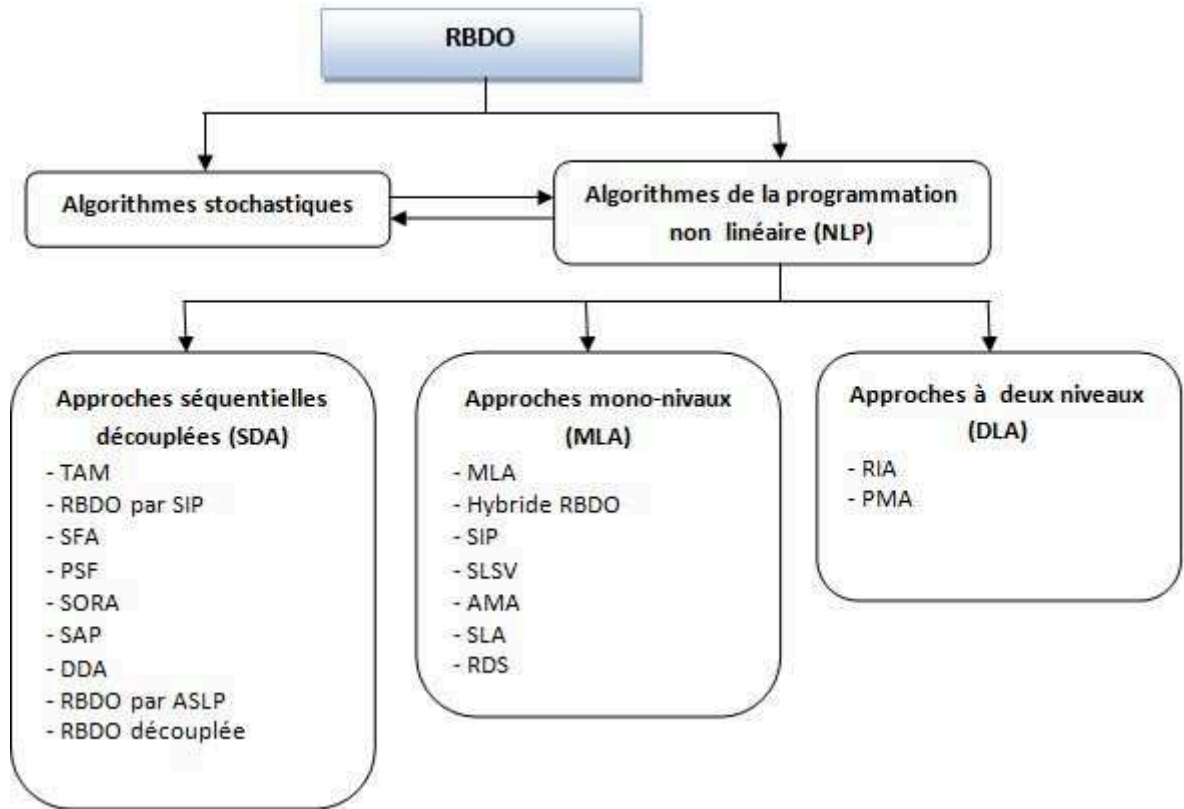 RBDO
Algorithmes stochastiques
Algorithmes de la programmation
non linéaire (NLP)
Approches séquentielles
découplées (SDA)
- TAM
- RBDO par SIP
- SFA
- PSF
- SORA
- SAP
- DDA
- RBDO par ASLP
- RBDO découplée
Approches mono-nivaux
(MLA)
- MLA
- Hybride RBDO
- SIP
- SLSV
- AMA
- SLA
- RDS
Approches à deux niveaux
(DLA)
- RIA
- PMA